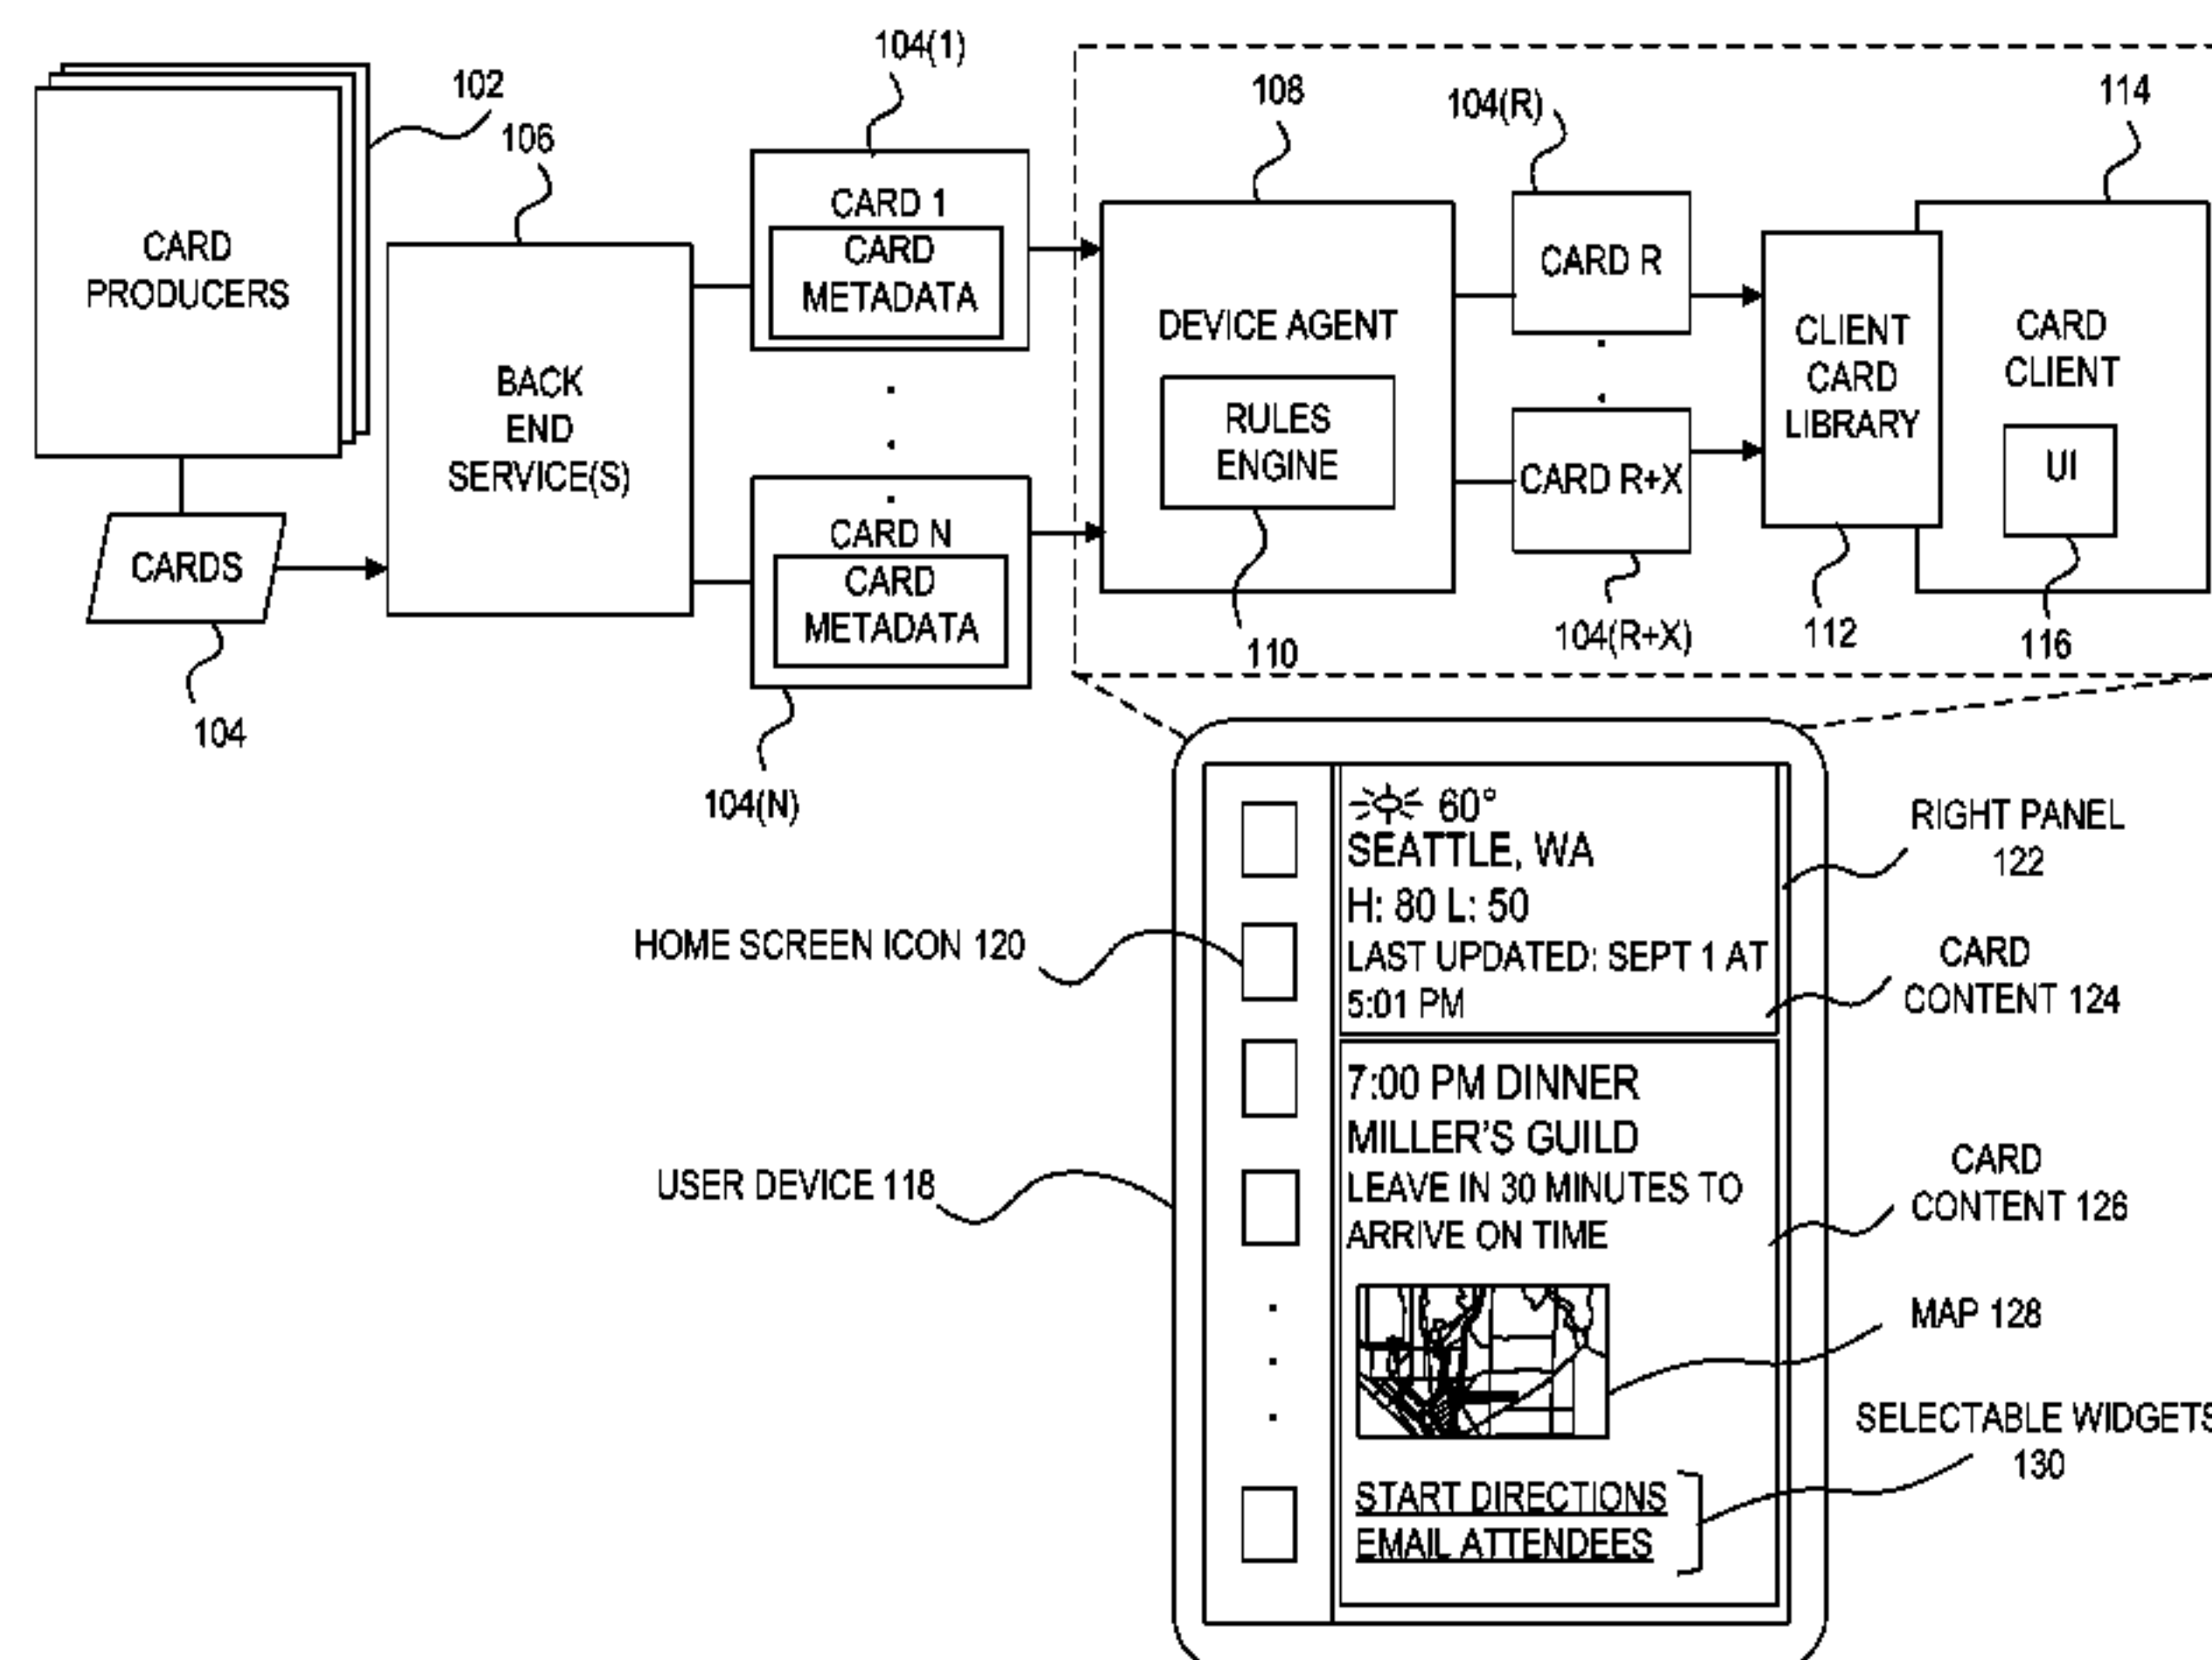 104(1)
102
106
108
104(R)
114
CARD
PRODUCERS
CARD 1
CARD
METADATA
CARD R
BACK
END
SERVICE(S)
DEVICE AGENT
RULES
ENGINE
CLIENT
CARD
LIBRARY
CARD
CLIENT
UI
CARD R+X
CARDS
CARD N
CARD
METADATA
110
104(R+X)
112
116
104
104(N)
60°
SEATTLE, WA
H: 80 L: 50
LAST UPDATED: SEPT 1 AT
5:01 PM
RIGHT PANEL
122
HOME SCREEN ICON 120
CARD
CONTENT 124
7:00 PM DINNER
MILLER'S GUILD
LEAVE IN 30 MINUTES TO
ARRIVE ON TIME
USER DEVICE 118
CARD
CONTENT 126
MAP 128
SELECTABLE WIDGETS
130
START DIRECTIONS
EMAIL ATTENDEES